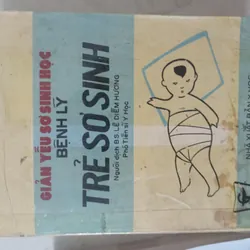 GIẢN YẾU SƠ SINH HỌC
BỆNH LÝ
TRẺ SƠ SINH
Người dịch BS. LÊ DIỄM HƯƠNG
Phó Tiến sĩ Y Học